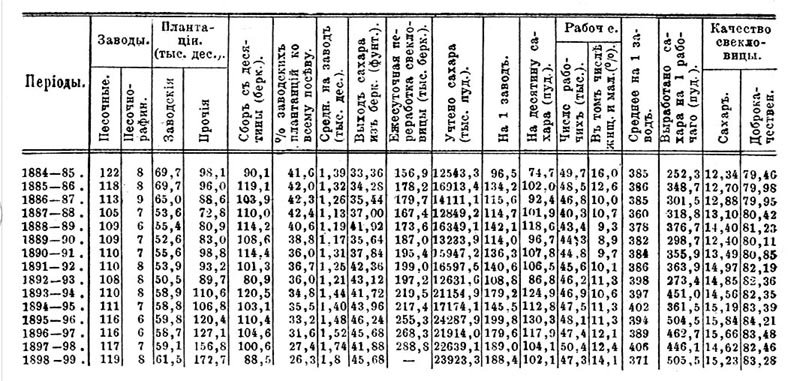 Періоды.
Заводы.
Песочные.
Песочно-рафин.
Плантаціи. (тыс. дес.).
Заводскія
Прочія
Сборъ съ десятины (берк.).
% заводскихъ плантацій ко всему посѣву.
Средн. на заводъ (тыс. дес.).
Выходъ сахара изъ берк. (фунт.).
Ежесуточная переработка свекловицы (тыс. берк.).
Учтено сахара (тыс. пуд.).
На 1 заводъ.
На десятину сахара (пуд.).
Рабочіе.
Число рабочихъ (тыс.).
Въ томъ числѣ жнщ. и мал.(%).
Среднее на 1 заводъ.
Выработано сахара на 1 рабочаго (пуд.).
Качество свекловицы.
Сахаръ.
Доброкачествен.
1884—85 . 122 8 69,7 98,1 90,1 41,6 1,39 33,36 156,9 12543,3 96,5 74,7 49,7 16,0 385 252,3 12,34 79,46
1885—86 . 118 8 69,7 96,0 119,1 42,0 1,32 34,28 178,2 16913,4 134,2 102,0 48,5 12,6 386 348,7 12,70 79,98
1886—87 . 113 9 65,0 88,6 103,9 42,3 1,26 35,44 179,7 14111,1 115,6 92,4 46,8 10,0 385 301,5 12,88 79,95
1887—88 . 105 7 53,6 72,8 110,0 42,4 1,13 37,00 167,4 12849,2 114,7 101,9 40,3 10,7 360 318,8 13,10 80,42
1888—89 . 109 6 55,4 80,9 114,2 40,6 1,19 41,92 173,6 16349,1 142,1 118,6 43,4 9,3 378 376,7 14,40 81,23
1889—90 . 109 7 52,6 83,0 108,6 38,8 1,17 35,64 187,0 13223,9 114,0 96,7 44,3 8,9 382 298,7 12,40 80,11
1890—91 . 110 7 55,6 98,8 114,4 36,0 1,31 37,84 195,4 15947,2 136,3 107,8 44,8 9,7 384 355,9 13,49 80,85
1891—92 . 110 8 53,9 93,2 101,3 36,7 1,25 42,36 199,0 16597,5 140,6 106,5 45,6 10,1 386 363,9 14,97 82,19
1892—93 . 108 8 50,5 89,7 80,9 36,0 1,21 43,12 197,2 12631,6 108,8 86,8 46,2 11,3 398 273,4 14,85 82,36
1893—94 . 110 8 58,9 110,6 120,5 34,8 1,44 41,72 219,5 21154,9 179,2 124,9 46,9 10,6 397 451,0 14,56 82,35
1894—95 . 111 7 58,8 106,8 103,1 35,5 1,40 43,96 217,4 17174,1 145,5 112,8 47,5 11,3 402 361,5 15,19 83,39
1895—96 . 116 6 59,8 120,4 110,4 33,2 1,48 46,24 255,3 24287,9 199,8 130,3 48,1 11,3 394 504,5 15,84 84,21
1896—97 . 116 6 58,7 127,1 104,6 31,6 1,52 45,68 268,3 21914,0 179,6 117,9 47,4 12,1 389 462,7 15,66 83,48
1897—98 . 117 7 59,1 156,8 100,6 27,4 1,74 41,88 288,8 22639,1 189,0 104,1 50,4 12,4 406 446,1 14,62 82,46
1898—99 . 119 8 61,5 172,7 88,5 26,3 1,8 45,68 — 23923,3 188,4 102,1 47,3 14,1 371 505,5 15,23 83,28